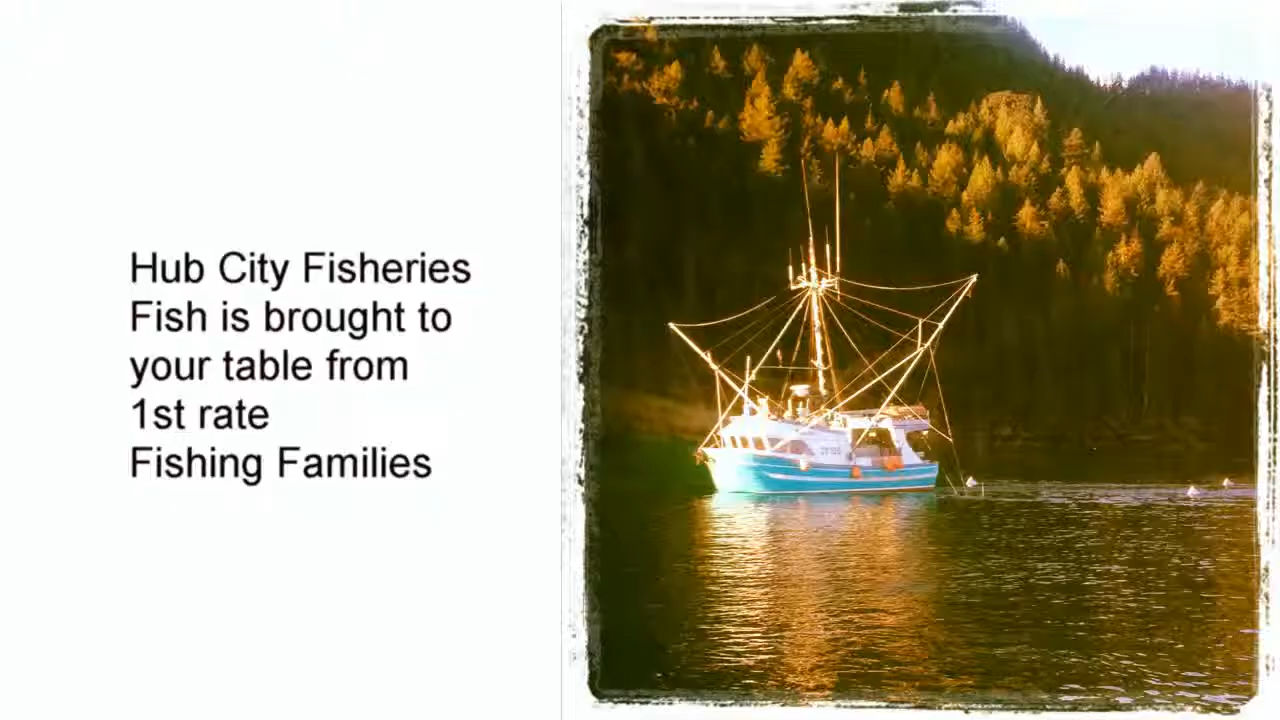 Hub City Fisheries
Fish is brought to
your table from
1st rate
Fishing Families